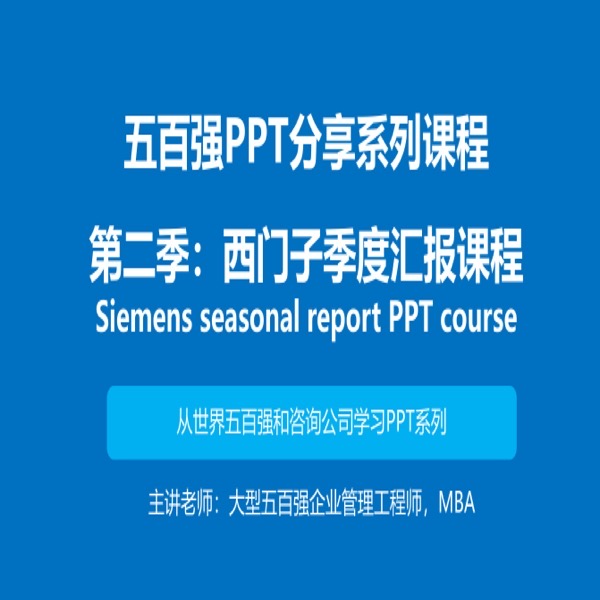 五百强PPT分享系列课程
第二季：西门子季度汇报课程
Siemens seasonal report PPT course
从世界五百强和咨询公司学习PPT系列
主讲老师：大型五百强企业管理工程师，MBA